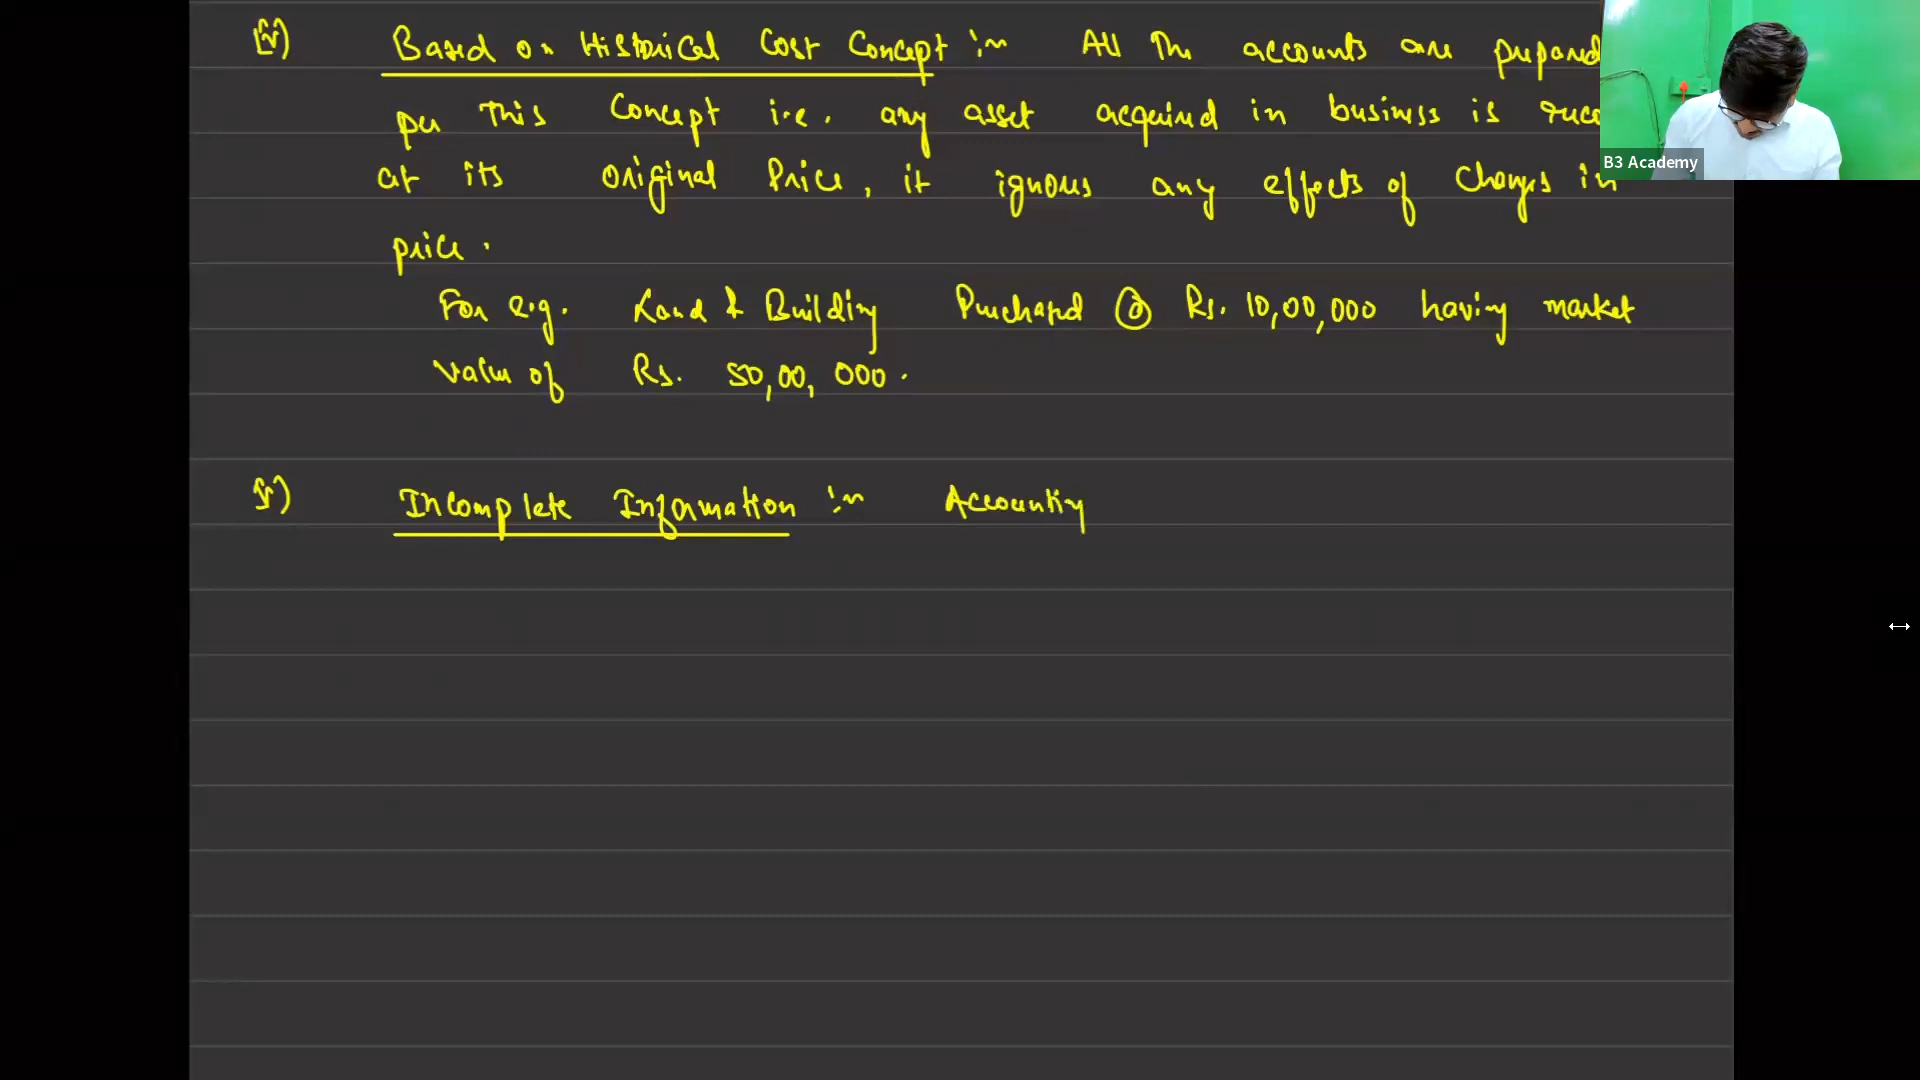 Based on Historical Cost Concept :- All the accounts are prepared
per this Concept i.e. any asset acquired in business is reco
at its original Price, it ignores any effects of changes in
price.
For e.g. Land & Building Purchased @ Rs. 10,00,000 having market
value of Rs. 50,00,000.
Incomplete Information :- Accounting
B3 Academy